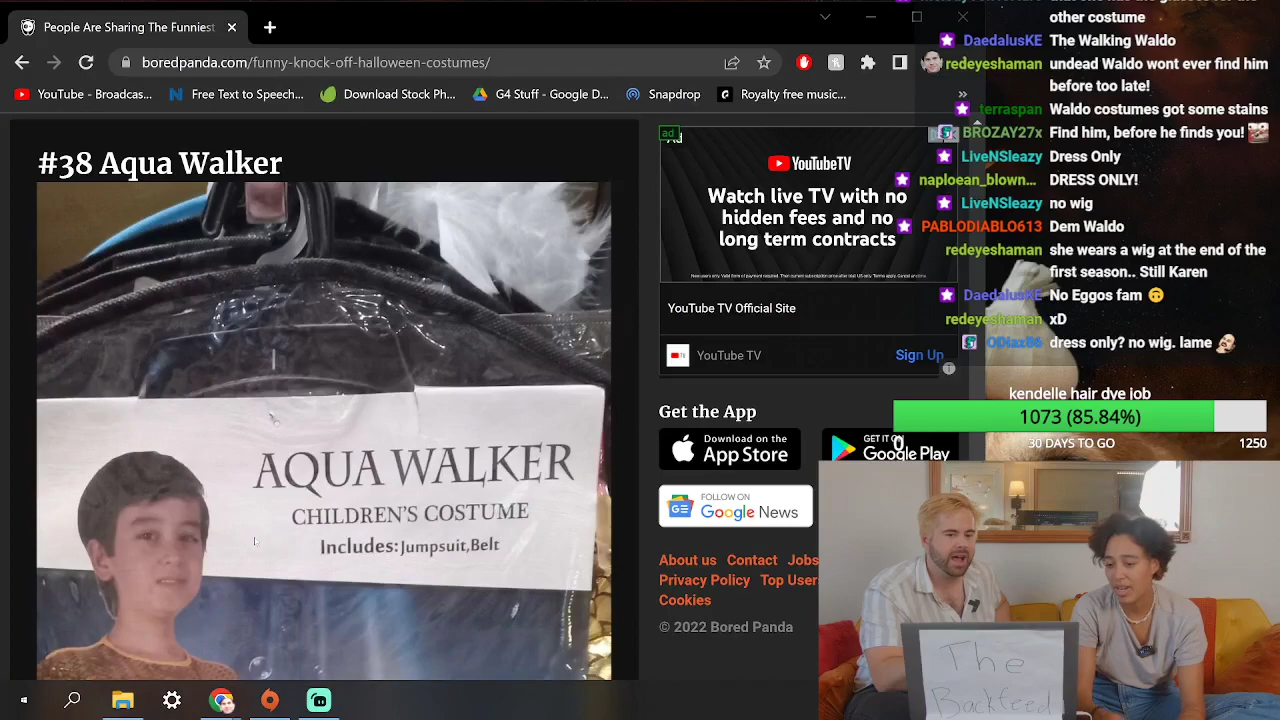 People Are Sharing The Funniest
boredpanda.com/funny-knock-off-halloween-costumes/
YouTube - Broadcas...
Free Text to Speech...
Download Stock Ph...
G4 Stuff - Google D...
Snapdrop
Royalty free music...
#38 Aqua Walker
AQUA WALKER
CHILDREN'S COSTUME
Includes: Jumpsuit, Belt
ad
YouTubeTV
Watch live TV with no
hidden fees and no
long term contracts
YouTube TV Official Site
YouTube TV
Sign Up
Get the App
Download on the
App Store
GET IT ON
Google Play
FOLLOW ON
Google News
About us Contact Jobs
Privacy Policy Top Users
Cookies
© 2022 Bored Panda
other costume
DaedalusKE The Walking Waldo
redeyeshaman undead Waldo wont ever find him
before too late!
terraspan Waldo costumes got some stains
BROZAY27x Find him, before he finds you!
LiveNSleazy Dress Only
naploean_blown... DRESS ONLY!
LiveNSleazy no wig
PABLODIABLO613 Dem Waldo
redeyeshaman she wears a wig at the end of the
first season.. Still Karen
DaedalusKE No Eggos fam
redeyeshaman xD
ODiaz86 dress only? no wig. lame
kendelle hair dye job
1073 (85.84%)
0
30 DAYS TO GO
1250
The
Backfeed